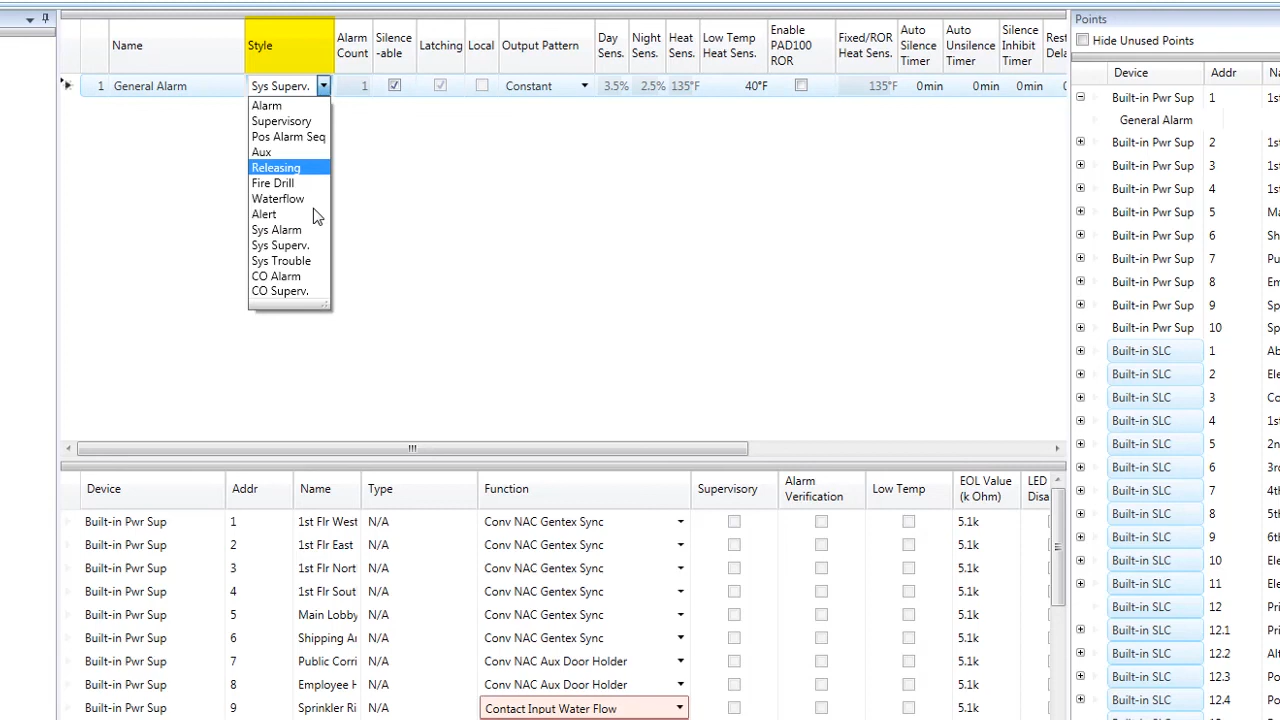 Points
Hide Unused Points
Name
Style
Alarm Count
Silence -able
Latching
Local
Output Pattern
Day Sens.
Night Sens.
Heat Sens.
Low Temp Heat Sens.
Enable PAD100 ROR
Fixed/ROR Heat Sens.
Auto Silence Timer
Auto Unsilence Timer
Silence Inhibit Timer
1 General Alarm Sys Superv. 1 Constant 3.5% 2.5% 135°F 40°F 135°F 0min 0min 0min
Alarm
Supervisory
Pos Alarm Seq
Aux
Releasing
Fire Drill
Waterflow
Alert
Sys Alarm
Sys Superv.
Sys Trouble
CO Alarm
CO Superv.
Device Addr
Built-in Pwr Sup 1 1st
General Alarm
Built-in Pwr Sup 2
Built-in Pwr Sup 3
Built-in Pwr Sup 4
Built-in Pwr Sup 5
Built-in Pwr Sup 6
Built-in Pwr Sup 7
Built-in Pwr Sup 8
Built-in Pwr Sup 9
Built-in Pwr Sup 10
Built-in SLC 1
Built-in SLC 2
Built-in SLC 3
Built-in SLC 4
Built-in SLC 5
Built-in SLC 6
Built-in SLC 7
Built-in SLC 8
Built-in SLC 9
Built-in SLC 10
Built-in SLC 11
Built-in SLC 12
Built-in SLC 12.1
Built-in SLC 12.2
Built-in SLC 12.3
Built-in SLC 12.4
Device Addr Name Type Function Supervisory Alarm Verification Low Temp EOL Value (k Ohm) LED
Built-in Pwr Sup 1 1st Flr West N/A Conv NAC Gentex Sync 5.1k
Built-in Pwr Sup 2 1st Flr East N/A Conv NAC Gentex Sync 5.1k
Built-in Pwr Sup 3 1st Flr Nort N/A Conv NAC Gentex Sync 5.1k
Built-in Pwr Sup 4 1st Flr Sout N/A Conv NAC Gentex Sync 5.1k
Built-in Pwr Sup 5 Main Lobby N/A Conv NAC Gentex Sync 5.1k
Built-in Pwr Sup 6 Shipping Ar N/A Conv NAC Gentex Sync 5.1k
Built-in Pwr Sup 7 Public Corri N/A Conv NAC Aux Door Holder 5.1k
Built-in Pwr Sup 8 Employee N/A Conv NAC Aux Door Holder 5.1k
Built-in Pwr Sup 9 Sprinkler Ri N/A Contact Input Water Flow 5.1k